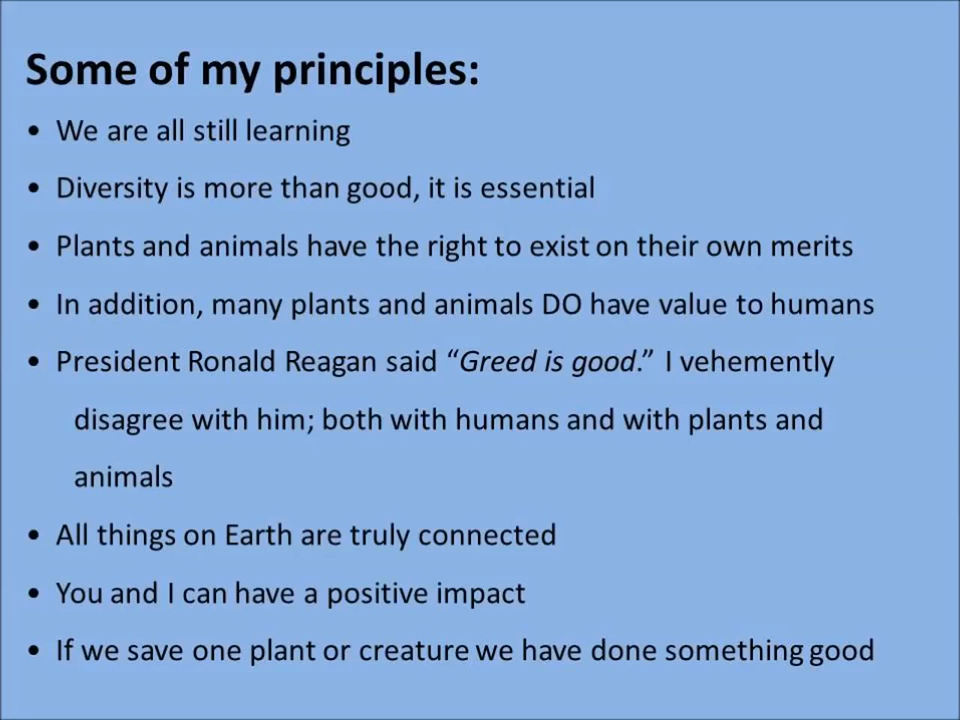 Some of my principles:
• We are all still learning
• Diversity is more than good, it is essential
• Plants and animals have the right to exist on their own merits
• In addition, many plants and animals DO have value to humans
• President Ronald Reagan said “Greed is good.” I vehemently
disagree with him; both with humans and with plants and
animals
• All things on Earth are truly connected
• You and I can have a positive impact
• If we save one plant or creature we have done something good